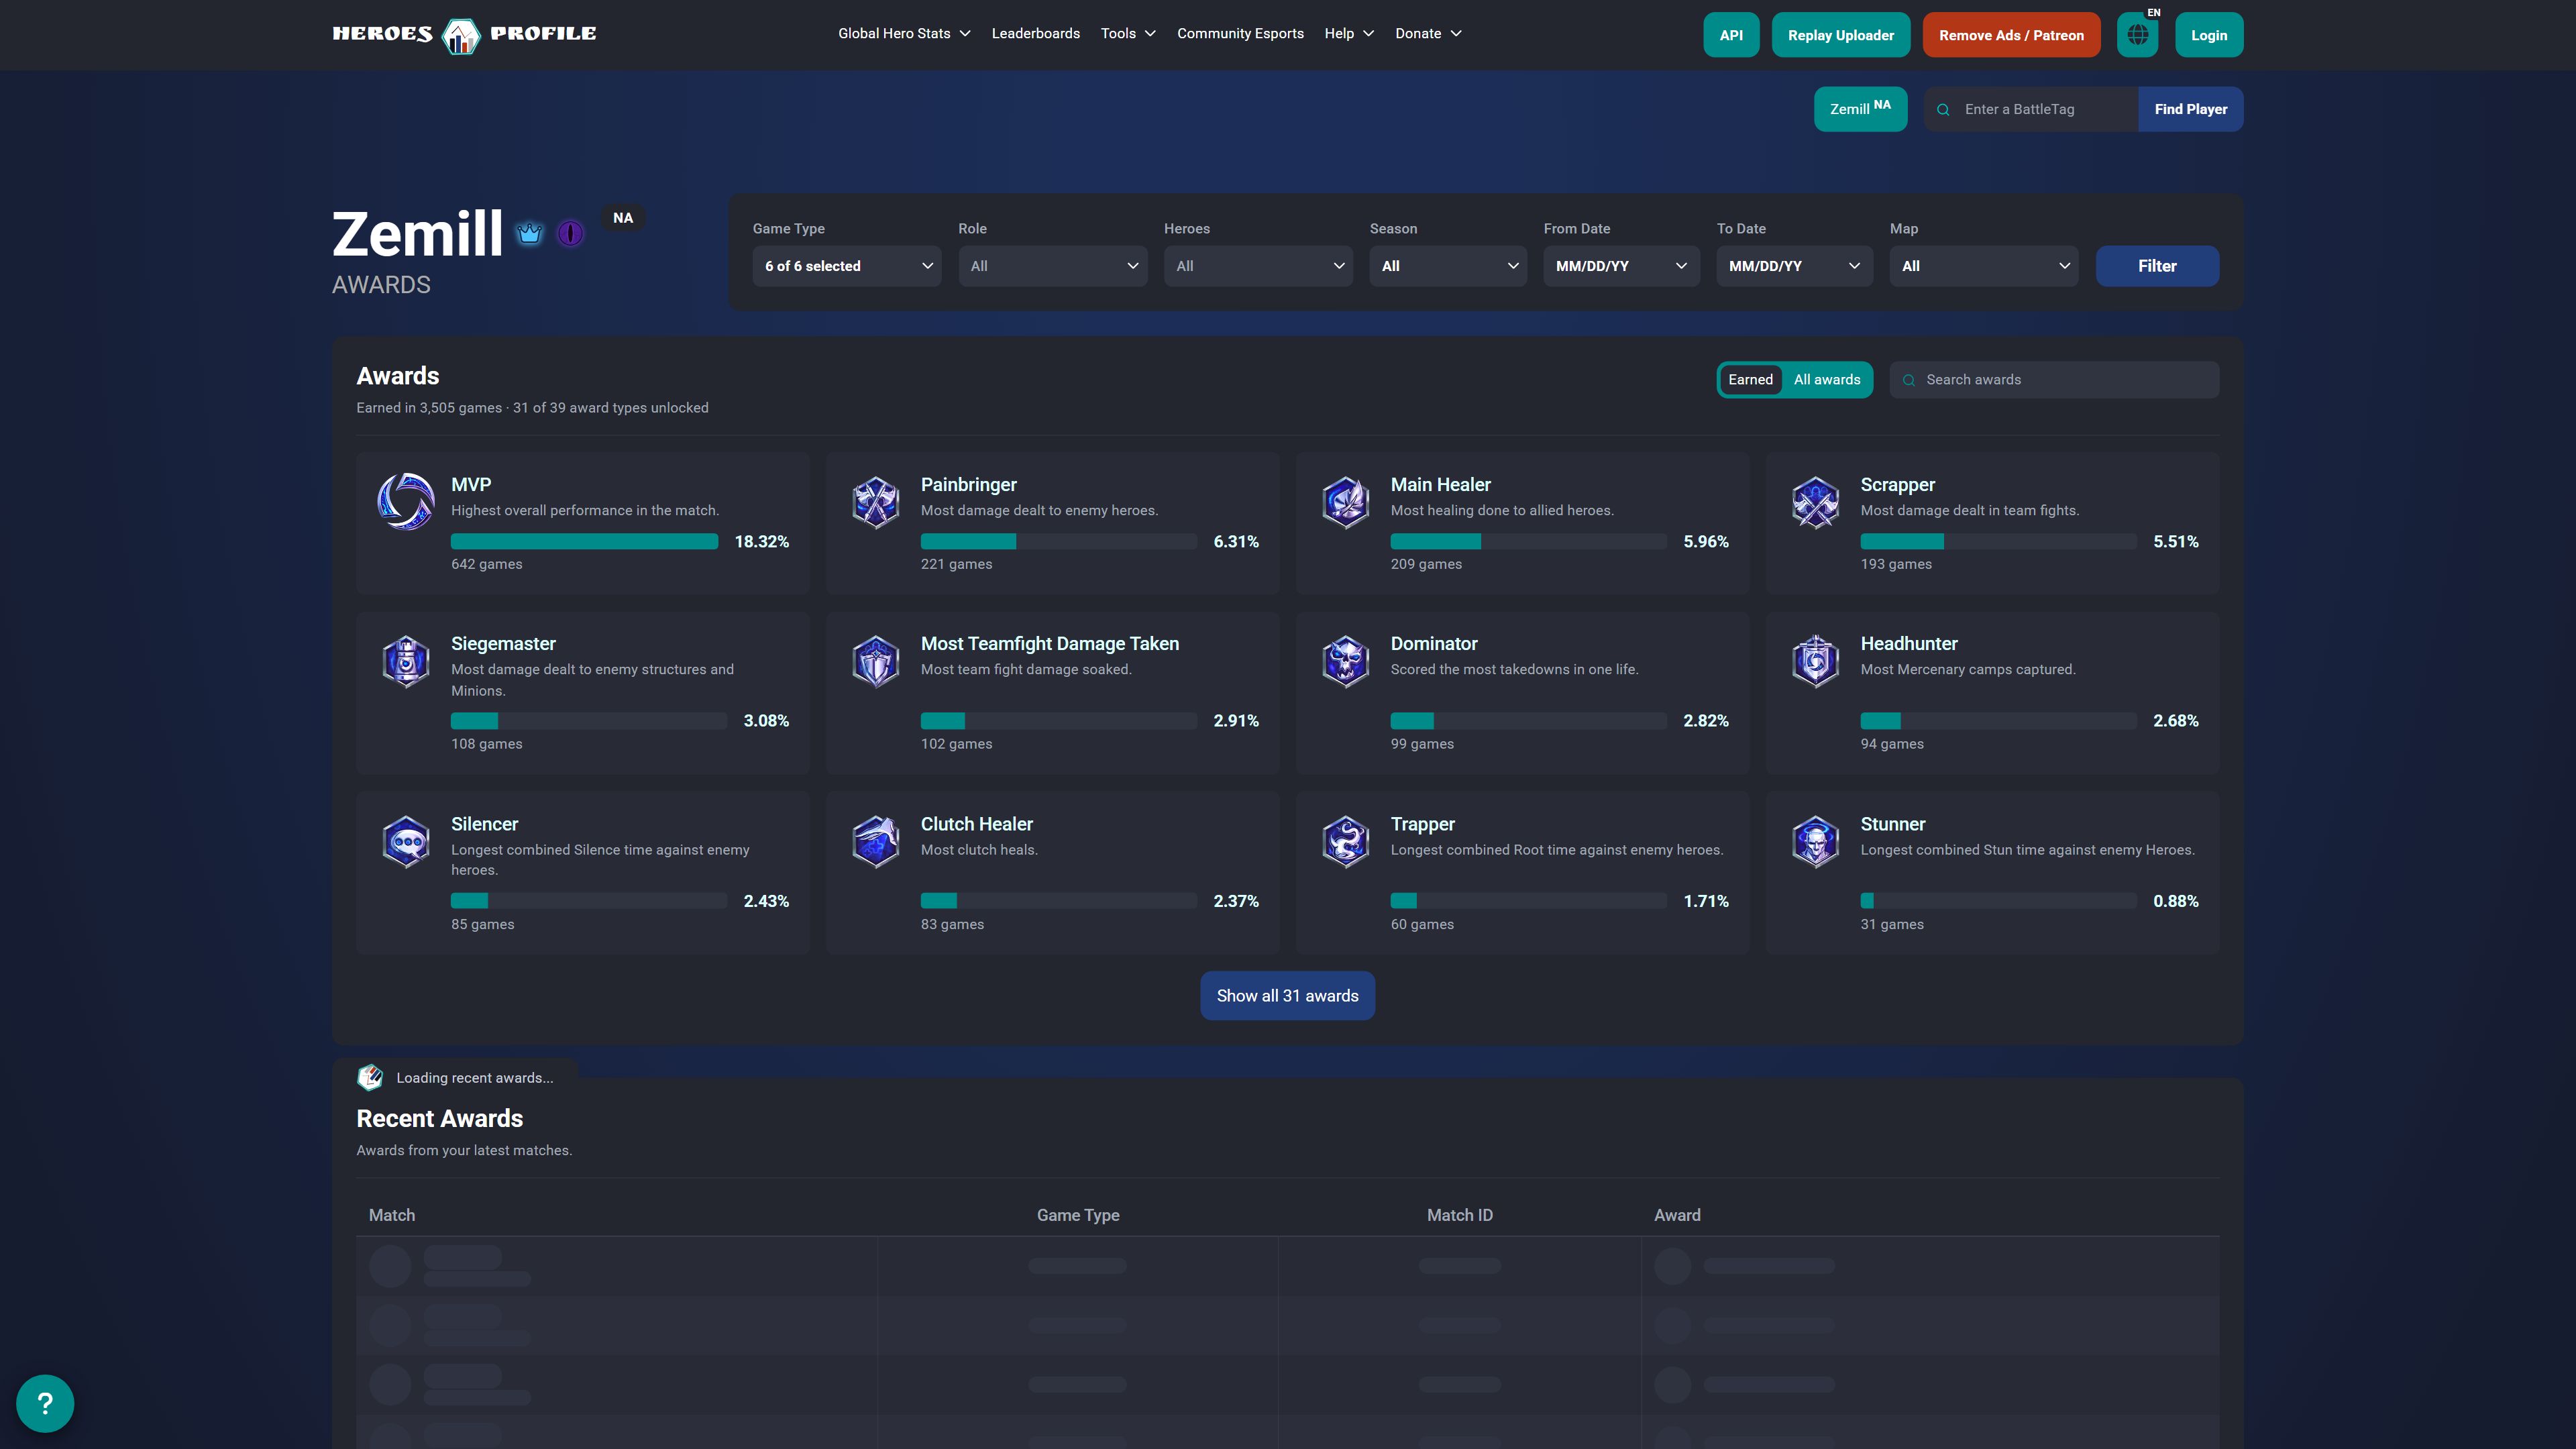 HEROES PROFILE
Global Hero Stats
Leaderboards
Tools
Community Esports
Help
Donate
API
Replay Uploader
Remove Ads / Patreon
EN
Login
Zemill NA
Enter a BattleTag
Find Player
Zemill
NA
AWARDS
Game Type
Role
Heroes
Season
From Date
To Date
Map
6 of 6 selected
All
All
All
MM/DD/YY
MM/DD/YY
All
Filter
Awards
Earned in 3,505 games · 31 of 39 award types unlocked
Earned
All awards
Search awards
MVP
Highest overall performance in the match.
18.32%
642 games
Painbringer
Most damage dealt to enemy heroes.
6.31%
221 games
Main Healer
Most healing done to allied heroes.
5.96%
209 games
Scrapper
Most damage dealt in team fights.
5.51%
193 games
Siegemaster
Most damage dealt to enemy structures and
Minions.
3.08%
108 games
Most Teamfight Damage Taken
Most team fight damage soaked.
2.91%
102 games
Dominator
Scored the most takedowns in one life.
2.82%
99 games
Headhunter
Most Mercenary camps captured.
2.68%
94 games
Silencer
Longest combined Silence time against enemy
heroes.
2.43%
85 games
Clutch Healer
Most clutch heals.
2.37%
83 games
Trapper
Longest combined Root time against enemy heroes.
1.71%
60 games
Stunner
Longest combined Stun time against enemy Heroes.
0.88%
31 games
Show all 31 awards
Loading recent awards...
Recent Awards
Awards from your latest matches.
Match
Game Type
Match ID
Award
?